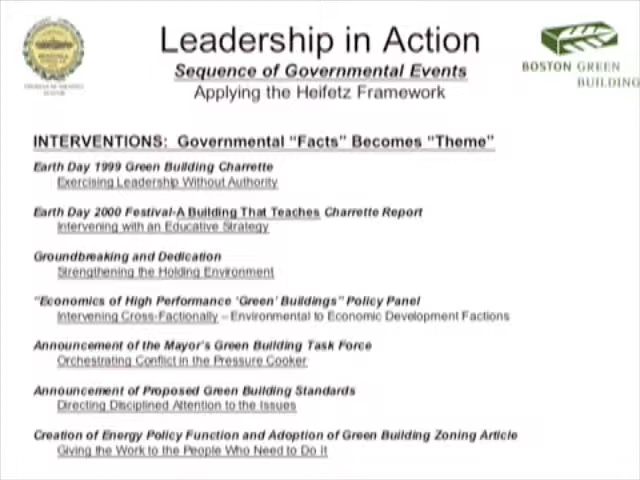 Leadership in Action
Sequence of Governmental Events
Applying the Heifetz Framework
BOSTON GREEN
BUILDING
INTERVENTIONS: Governmental "Facts" Becomes "Theme"
Earth Day 1999 Green Building Charrette
Exercising Leadership Without Authority
Earth Day 2000 Festival-A Building That Teaches Charrette Report
Intervening with an Educative Strategy
Groundbreaking and Dedication
Strengthening the Holding Environment
"Economics of High Performance 'Green' Buildings" Policy Panel
Intervening Cross-Factionally – Environmental to Economic Development Factions
Announcement of the Mayor's Green Building Task Force
Orchestrating Conflict in the Pressure Cooker
Announcement of Proposed Green Building Standards
Directing Disciplined Attention to the Issues
Creation of Energy Policy Function and Adoption of Green Building Zoning Article
Giving the Work to the People Who Need to Do it